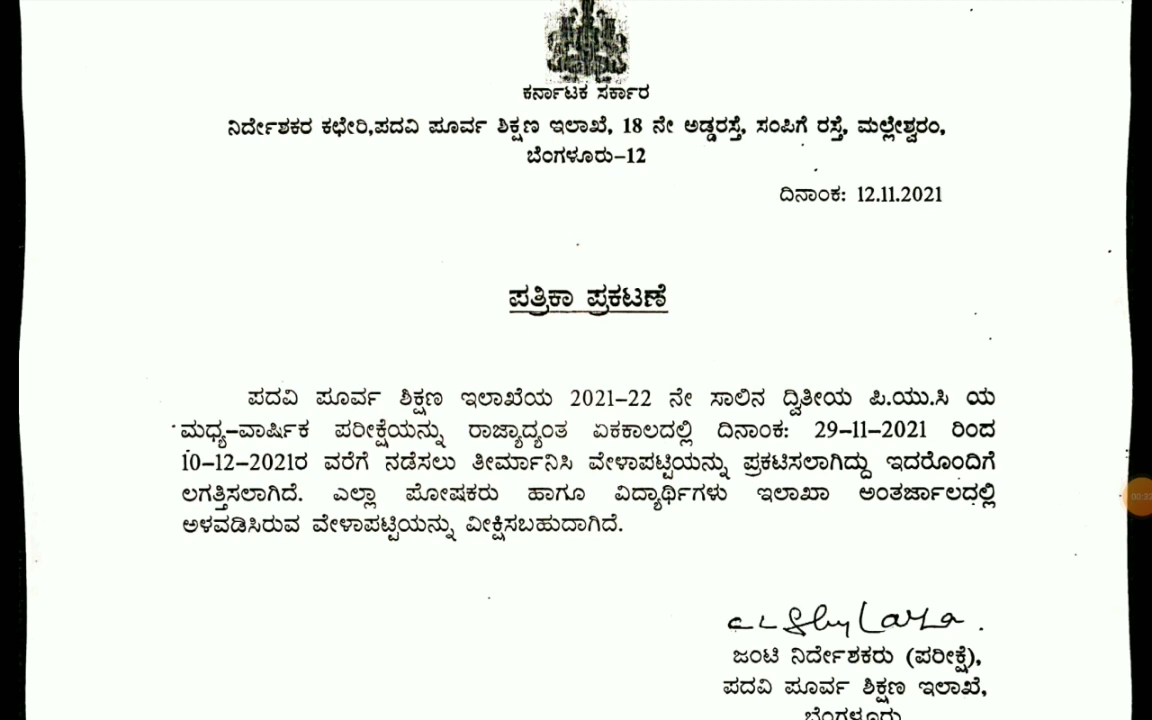 ಕರ್ನಾಟಕ ಸರ್ಕಾರ
ನಿರ್ದೇಶಕರ ಕಛೇರಿ,ಪದವಿ ಪೂರ್ವ ಶಿಕ್ಷಣ ಇಲಾಖೆ, 18 ನೇ ಅಡ್ಡರಸ್ತೆ, ಸಂಪಿಗೆ ರಸ್ತೆ, ಮಲ್ಲೇಶ್ವರಂ,
ಬೆಂಗಳೂರು-12
ದಿನಾಂಕ: 12.11.2021
ಪತ್ರಿಕಾ ಪ್ರಕಟಣೆ
ಪದವಿ ಪೂರ್ವ ಶಿಕ್ಷಣ ಇಲಾಖೆಯ 2021-22 ನೇ ಸಾಲಿನ ದ್ವಿತೀಯ ಪಿ.ಯು.ಸಿ ಯ
ಮಧ್ಯ-ವಾರ್ಷಿಕ ಪರೀಕ್ಷೆಯನ್ನು ರಾಜ್ಯಾದ್ಯಂತ ಏಕಕಾಲದಲ್ಲಿ ದಿನಾಂಕ: 29-11-2021 ರಿಂದ
10-12-2021ರ ವರೆಗೆ ನಡೆಸಲು ತೀರ್ಮಾನಿಸಿ ವೇಳಾಪಟ್ಟಿಯನ್ನು ಪ್ರಕಟಿಸಲಾಗಿದ್ದು ಇದರೊಂದಿಗೆ
ಲಗತ್ತಿಸಲಾಗಿದೆ. ಎಲ್ಲಾ ಪೋಷಕರು ಹಾಗೂ ವಿದ್ಯಾರ್ಥಿಗಳು ಇಲಾಖಾ ಅಂತರ್ಜಾಲದಲ್ಲಿ
ಅಳವಡಿಸಿರುವ ವೇಳಾಪಟ್ಟಿಯನ್ನು ವೀಕ್ಷಿಸಬಹುದಾಗಿದೆ.
ಜಂಟಿ ನಿರ್ದೇಶಕರು (ಪರೀಕ್ಷೆ),
ಪದವಿ ಪೂರ್ವ ಶಿಕ್ಷಣ ಇಲಾಖೆ,
ಬೆಂಗಳೂರು